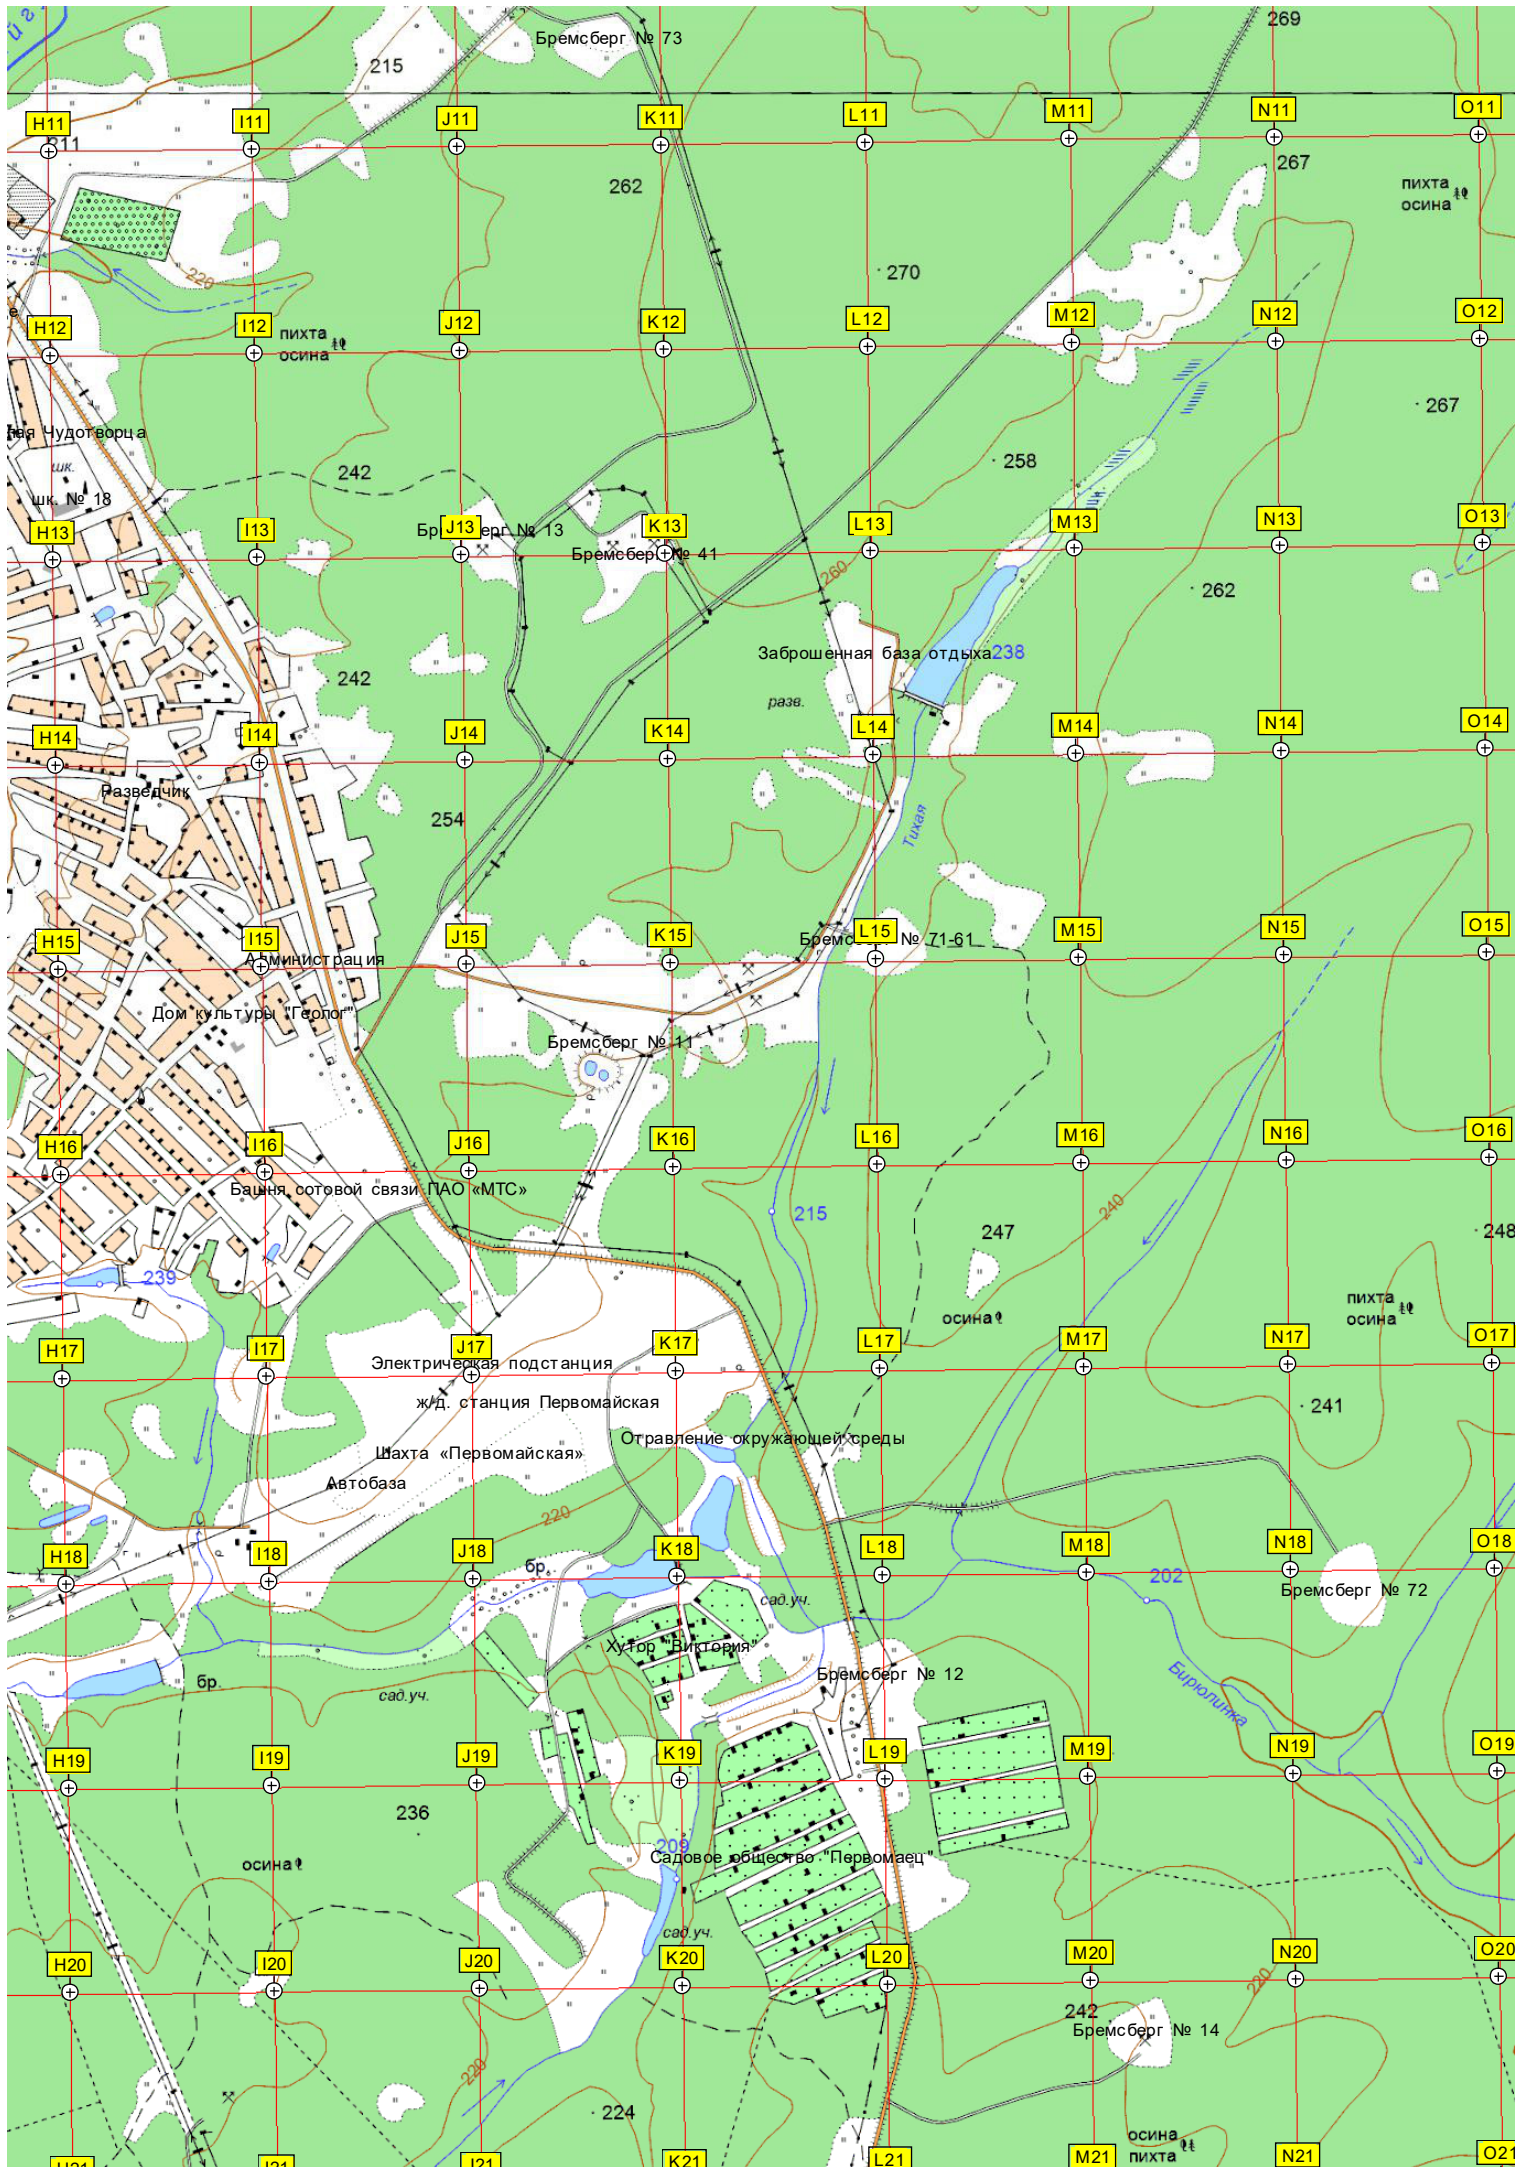 269
Бремсберг № 73
215
H11
I11
J11
K11
L11
M11
N11
O11
211
262
267
пихта
осина
220
270
H12
I12
J12
K12
L12
M12
N12
O12
пихта
осина
267
ая Чудотворца
шк.
242
258
шк. № 18
H13
I13
J13
K13
L13
M13
N13
O13
Бремсберг № 13
Бремсберг № 41
260
262
Заброшенная база отдыха
238
242
разв.
H14
I14
J14
K14
L14
M14
N14
O14
Разведчик
254
Тихая
H15
I15
J15
K15
L15
M15
N15
O15
Бремсберг № 71-61
Администрация
Дом культуры "Геолог"
Бремсберг № 11
H16
I16
J16
K16
L16
M16
N16
O16
Башня сотовой связи ПАО «МТС»
215
240
247
248
239
осина
пихта
осина
H17
I17
J17
K17
L17
M17
N17
O17
Электрическая подстанция
ж/д. станция Первомайская
241
Отравление окружающей среды
Шахта «Первомайская»
Автобаза
220
H18
I18
J18
K18
L18
M18
N18
O18
бр.
202
Бремсберг № 72
сад.уч.
Хутор "Виктория"
бр.
сад.уч.
Бремсберг № 12
Бирюлинка
H19
I19
J19
K19
L19
M19
N19
O19
236
209
Садовое общество "Первомаец"
осина
сад.уч.
H20
I20
J20
K20
L20
M20
N20
O20
220
242
Бремсберг № 14
220
224
осина
пихта
H21
I21
J21
K21
L21
M21
N21
O21